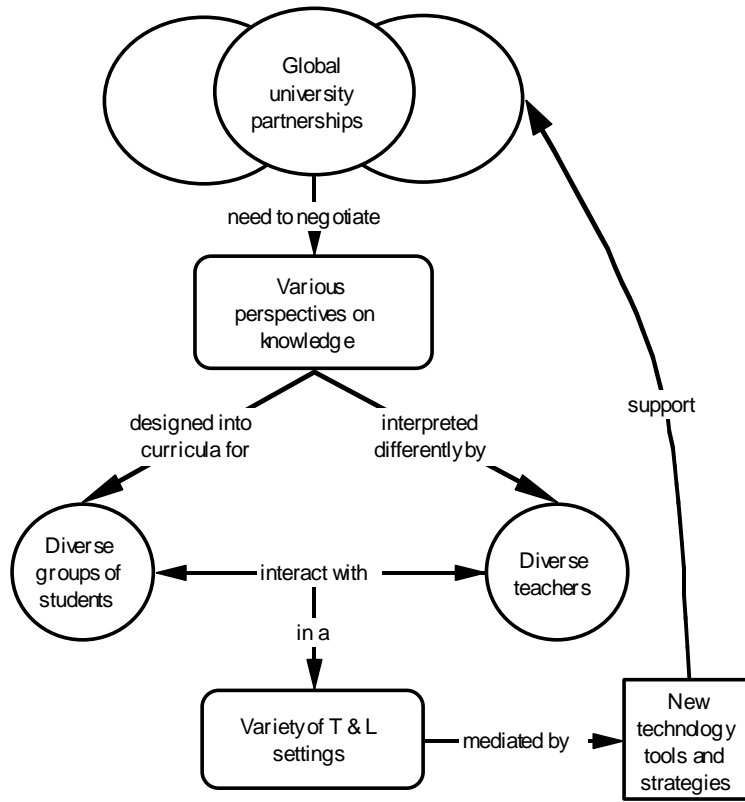 Global
university
partnerships
need to negotiate
Various
perspectives on
knowledge
designed into
curricula for
interpreted
differently by
support
Diverse
groups of
students
interact with
Diverse
teachers
in a
Variety of T & L
settings
mediated by
New
technology
tools and
strategies